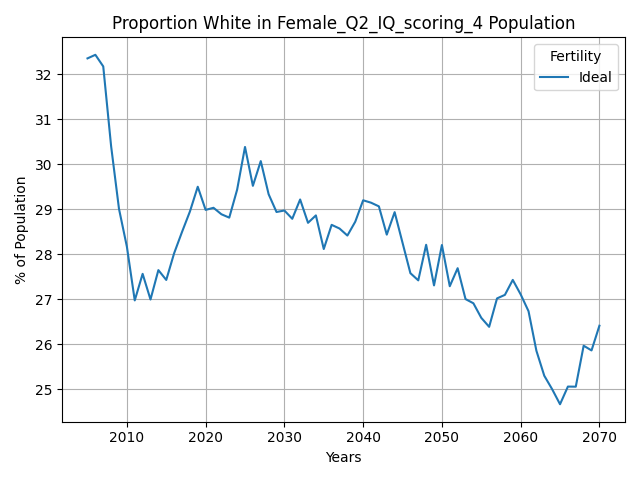 Proportion White in Female_Q2_IQ_scoring_4 Population
Fertility
Ideal
% of Population
32
31
30
29
28
27
26
25
2010 2020 2030 2040 2050 2060 2070
Years